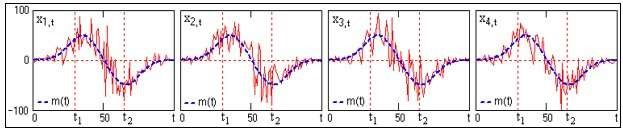 100
0
-100
x1,t
x2,t
x3,t
x4,t
m(t)
m(t)
m(t)
m(t)
0 t1 50 t2 t
0 t1 50 t2 t
0 t1 50 t2 t
0 t1 50 t2 t